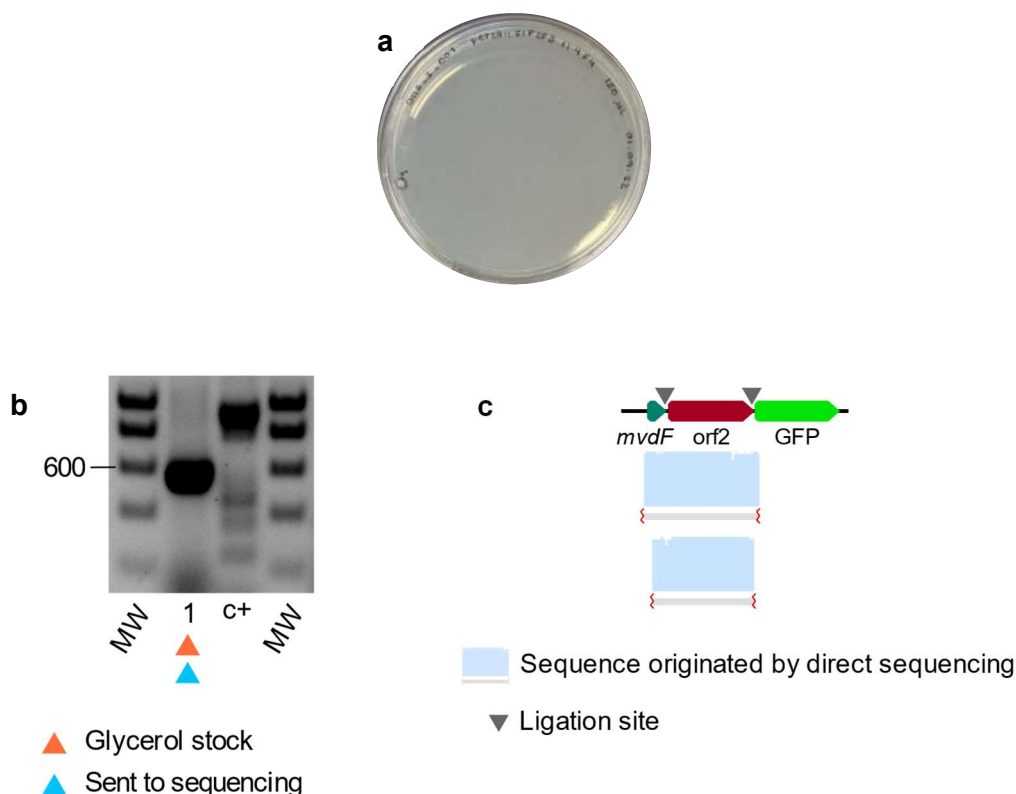 a
b
600
MW
1
c+
MW
Glycerol stock
Sent to sequencing
c
mvdF
orf2
GFP
Sequence originated by direct sequencing
Ligation site